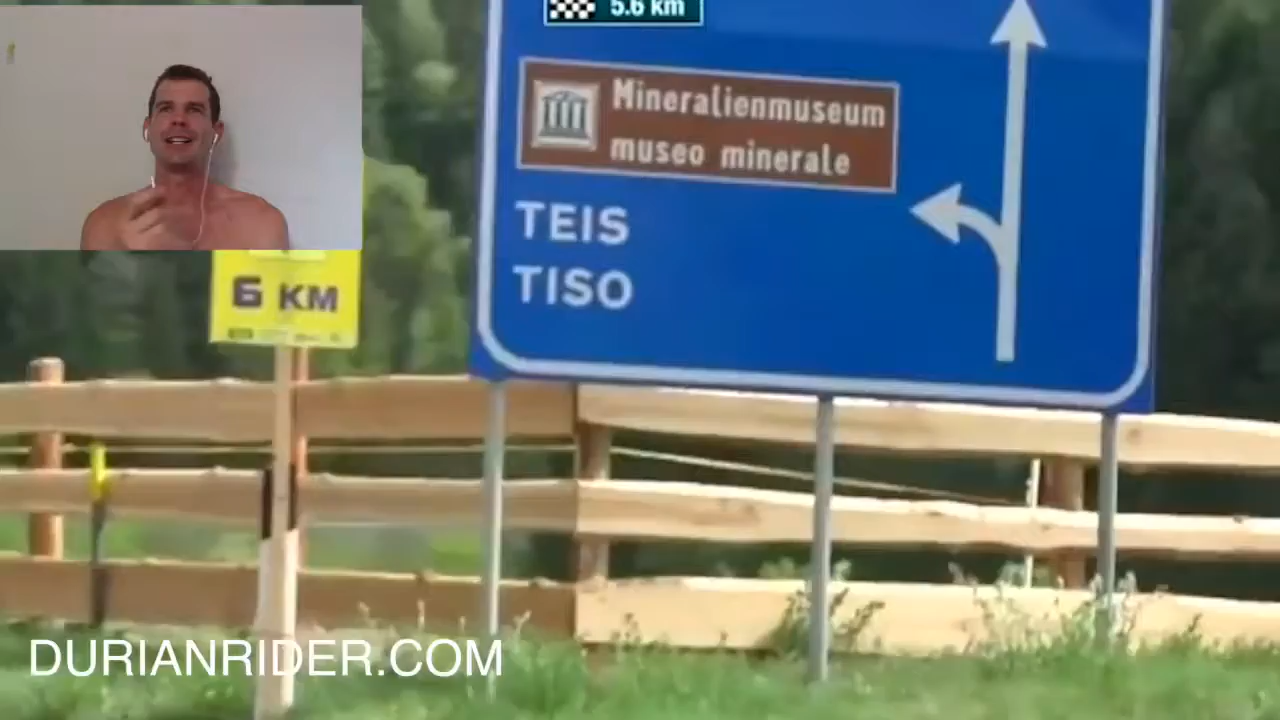 5.6 km
Mineralienmuseum
museo minerale
TEIS
TISO
6 KM
DURIANRIDER.COM